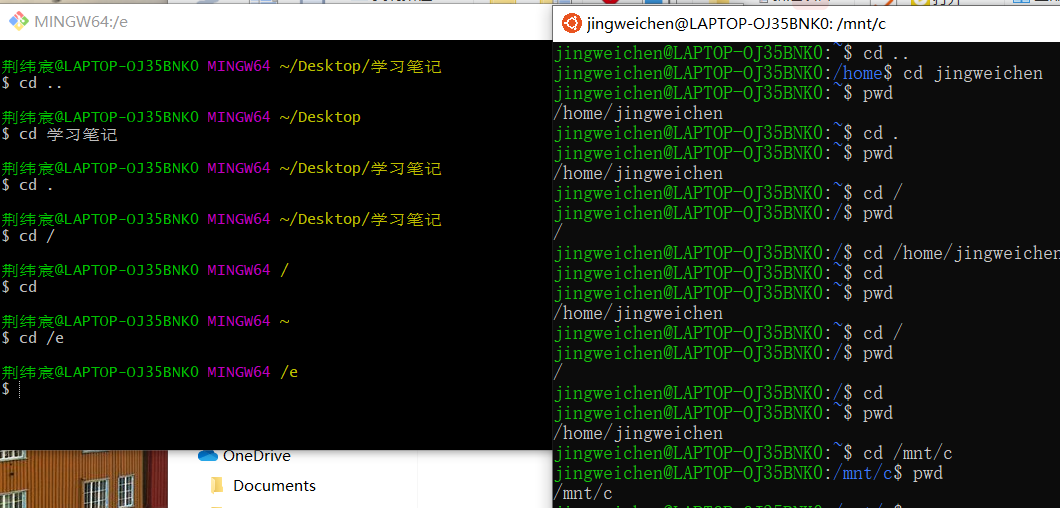 MINGW64:/e
荆纬宸@LAPTOP-OJ35BNK0 MINGW64 ~/Desktop/学习笔记
$ cd ..
荆纬宸@LAPTOP-OJ35BNK0 MINGW64 ~/Desktop
$ cd 学习笔记
荆纬宸@LAPTOP-OJ35BNK0 MINGW64 ~/Desktop/学习笔记
$ cd .
荆纬宸@LAPTOP-OJ35BNK0 MINGW64 ~/Desktop/学习笔记
$ cd /
荆纬宸@LAPTOP-OJ35BNK0 MINGW64 /
$ cd
荆纬宸@LAPTOP-OJ35BNK0 MINGW64 ~
$ cd /e
荆纬宸@LAPTOP-OJ35BNK0 MINGW64 /e
$
OneDrive
Documents
jingweichen@LAPTOP-OJ35BNK0: /mnt/c
jingweichen@LAPTOP-OJ35BNK0:~$ cd ..
jingweichen@LAPTOP-OJ35BNK0:/home$ cd jingweichen
jingweichen@LAPTOP-OJ35BNK0:~$ pwd
/home/jingweichen
jingweichen@LAPTOP-OJ35BNK0:~$ cd .
jingweichen@LAPTOP-OJ35BNK0:~$ pwd
/home/jingweichen
jingweichen@LAPTOP-OJ35BNK0:~$ cd /
jingweichen@LAPTOP-OJ35BNK0:/$ pwd
/
jingweichen@LAPTOP-OJ35BNK0:/$ cd /home/jingweichen
jingweichen@LAPTOP-OJ35BNK0:~$ cd
jingweichen@LAPTOP-OJ35BNK0:~$ pwd
/home/jingweichen
jingweichen@LAPTOP-OJ35BNK0:~$ cd /
jingweichen@LAPTOP-OJ35BNK0:/$ pwd
/
jingweichen@LAPTOP-OJ35BNK0:/$ cd
jingweichen@LAPTOP-OJ35BNK0:~$ pwd
/home/jingweichen
jingweichen@LAPTOP-OJ35BNK0:~$ cd /mnt/c
jingweichen@LAPTOP-OJ35BNK0:/mnt/c$ pwd
/mnt/c